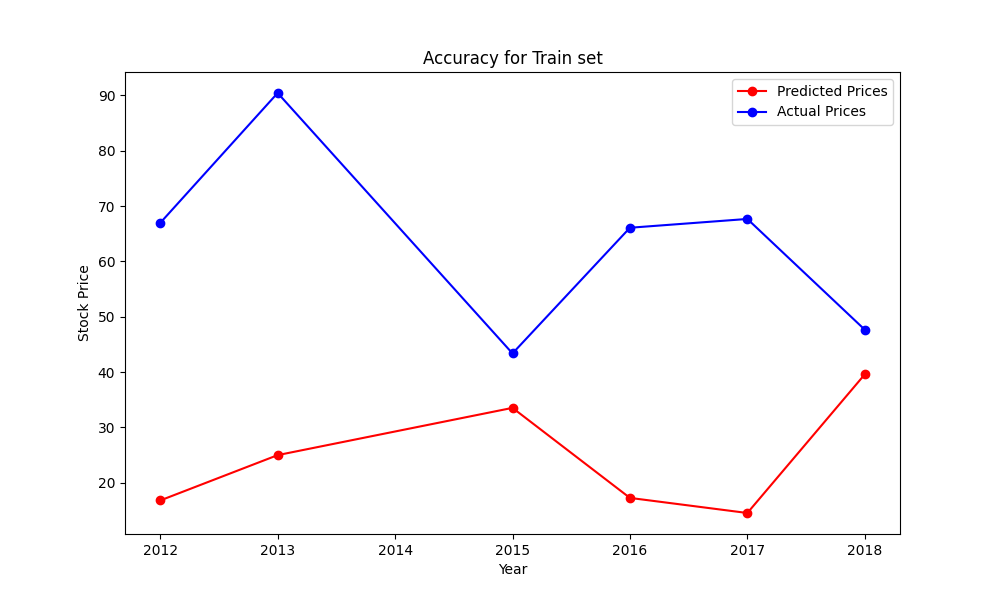 Accuracy for Train set
Predicted Prices
Actual Prices
90
80
70
60
50
40
30
20
Stock Price
2012 2013 2014 2015 2016 2017 2018
Year